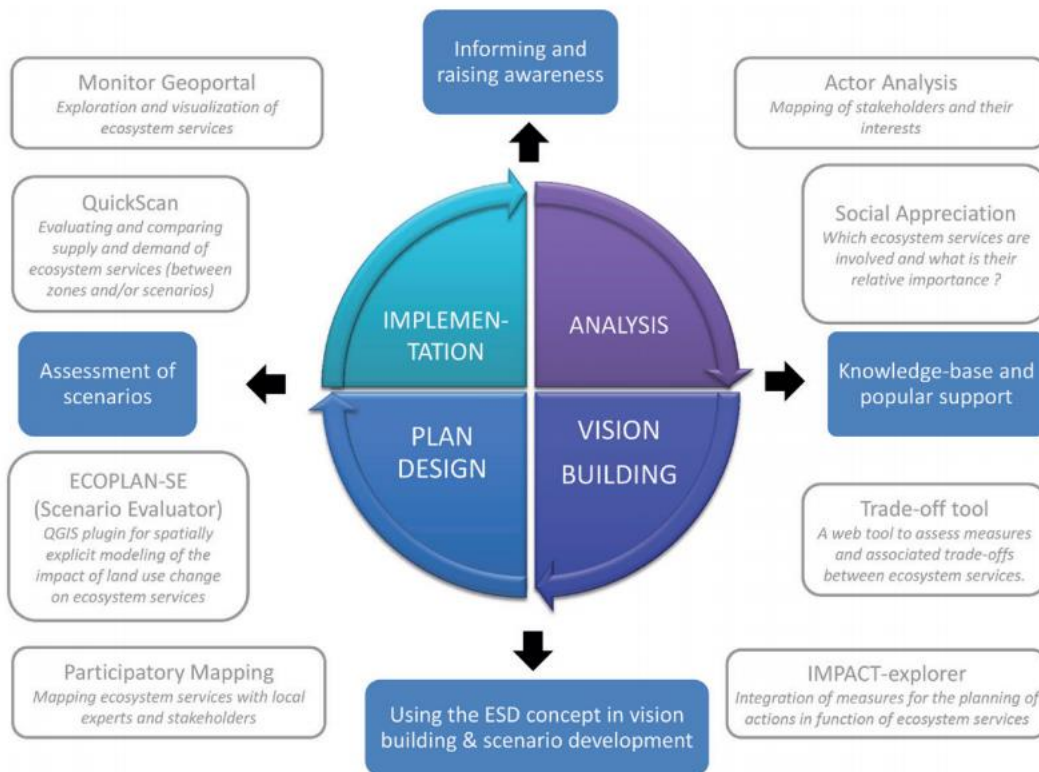 Informing and
raising awareness
Monitor Geoportal
Exploration and visualization of
ecosystem services
Actor Analysis
Mapping of stakeholders and their
interests
QuickScan
Evaluating and comparing
supply and demand of
ecosystem services (between
zones and/or scenarios)
Social Appreciation
Which ecosystem services are
involved and what is their
relative importance ?
IMPLEMEN-
TATION
ANALYSIS
Assessment of
scenarios
Knowledge-base and
popular support
PLAN
DESIGN
VISION
BUILDING
ECOPLAN-SE
(Scenario Evaluator)
QGIS plugin for spatially
explicit modeling of the
impact of land use change
on ecosystem services
Trade-off tool
A web tool to assess measures
and associated trade-offs
between ecosystem services.
Participatory Mapping
Mapping ecosystem services with local
experts and stakeholders
Using the ESD concept in vision
building & scenario development
IMPACT-explorer
Integration of measures for the planning of
actions in function of ecosystem services